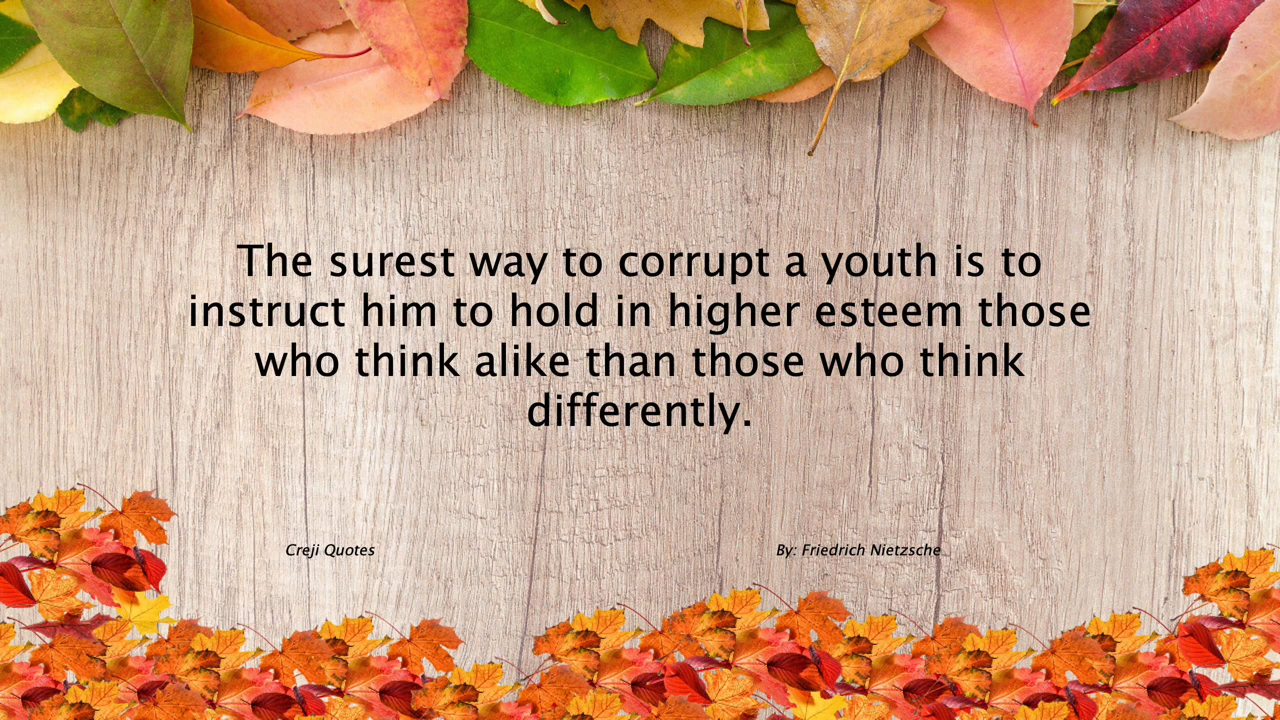 The surest way to corrupt a youth is to
instruct him to hold in higher esteem those
who think alike than those who think
differently.
Creji Quotes
By: Friedrich Nietzsche